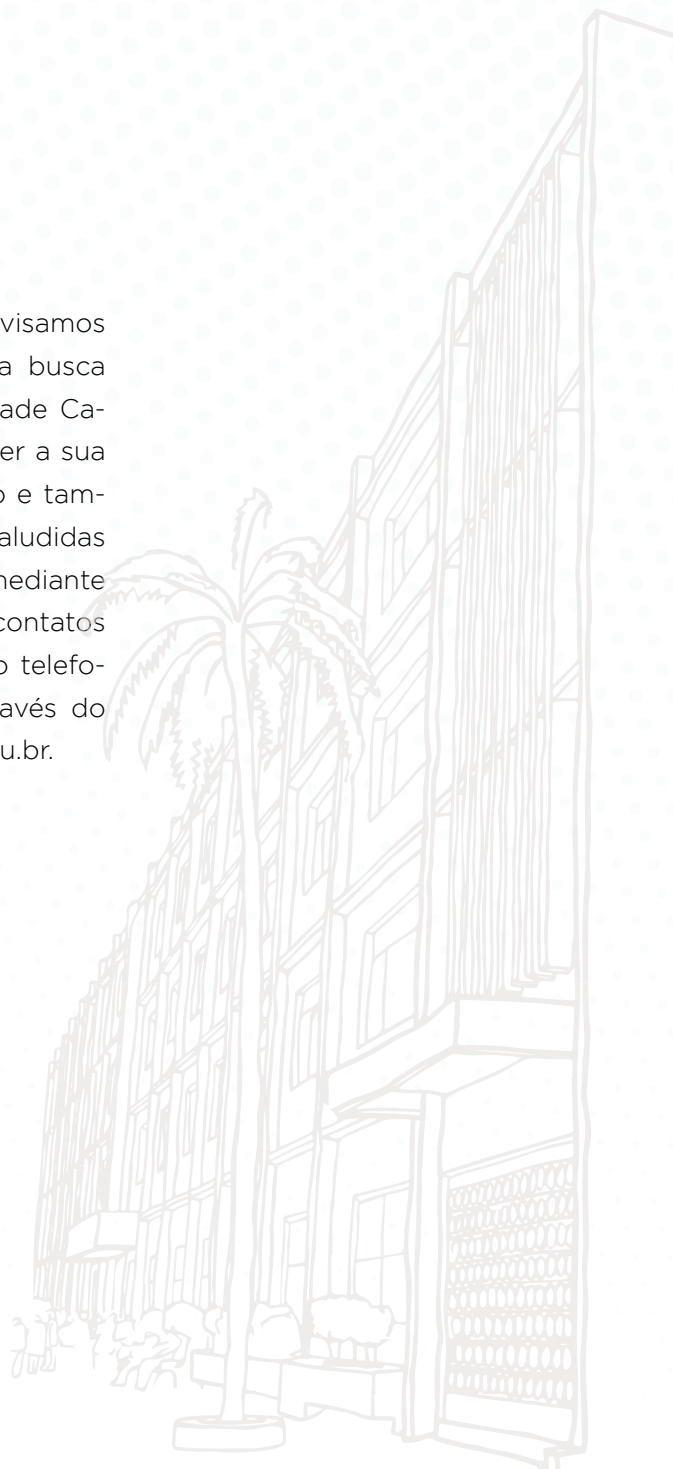 visamos
a busca
ade Ca-
er a sua
o e tam-
aludidas
mediante
contatos
o telefo-
avés do
u.br.